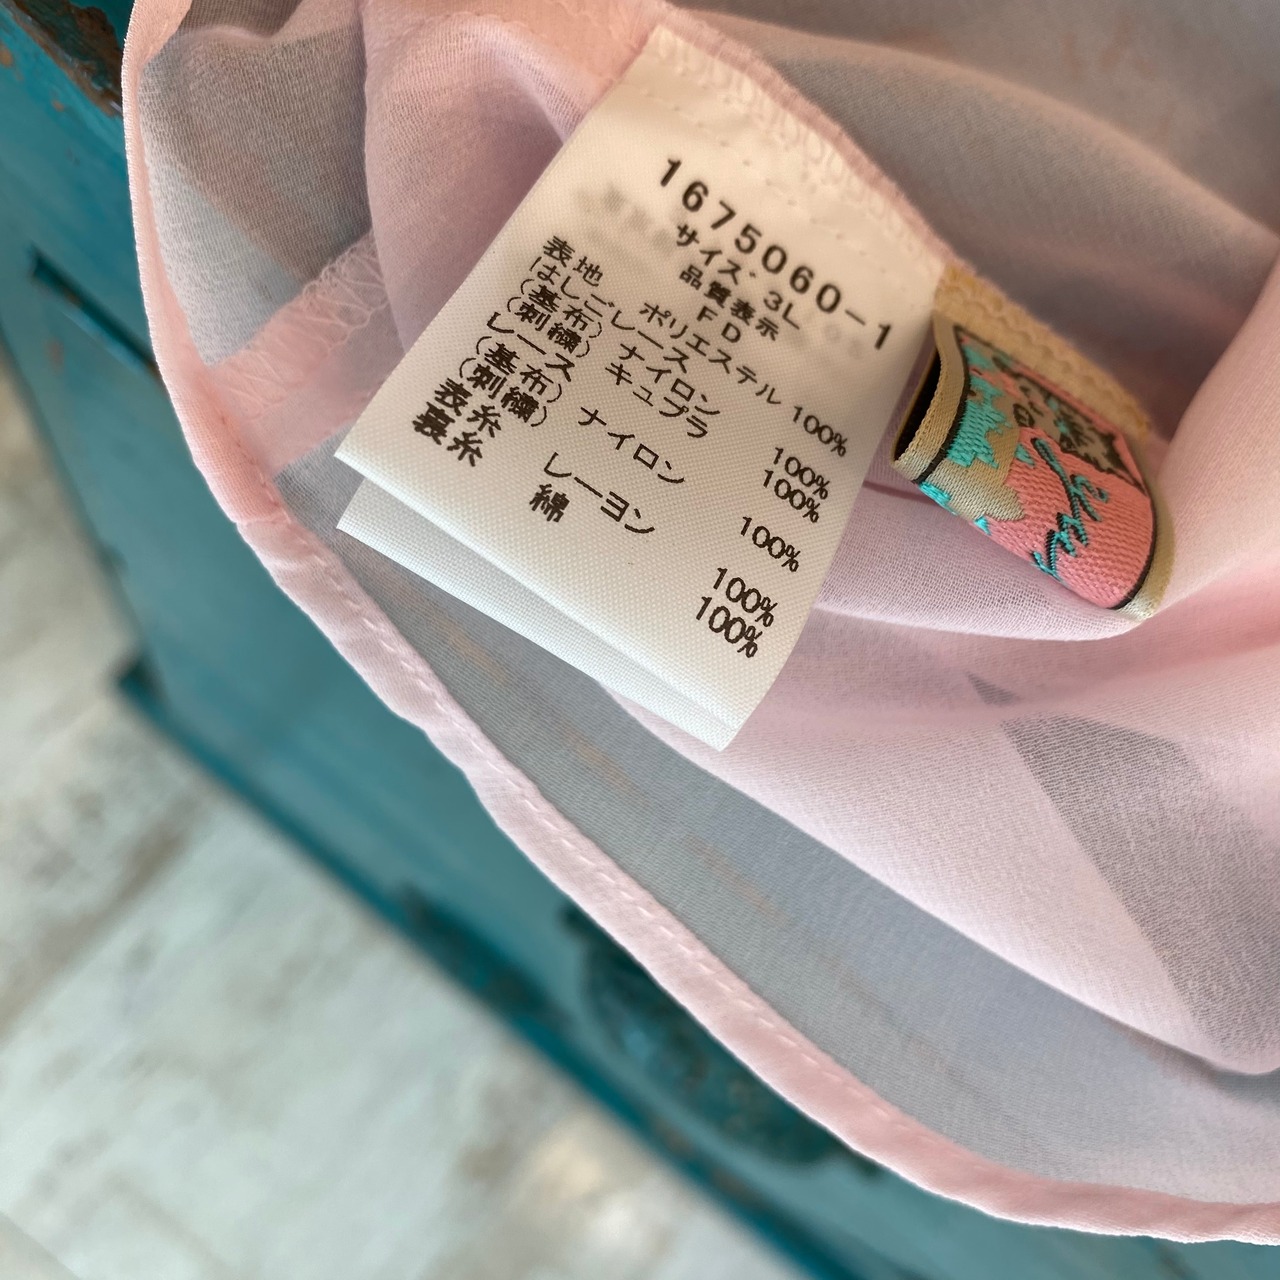 1675060-1
サイズ: 3L
品質表示
FD
表地 ポリエステル 100%
はしごレース
(基布) ナイロン 100%
(刺繍) キュプラ 100%
レース
(基布) ナイロン 100%
(刺繍)
表糸 レーヨン 100%
裏糸 綿 100%